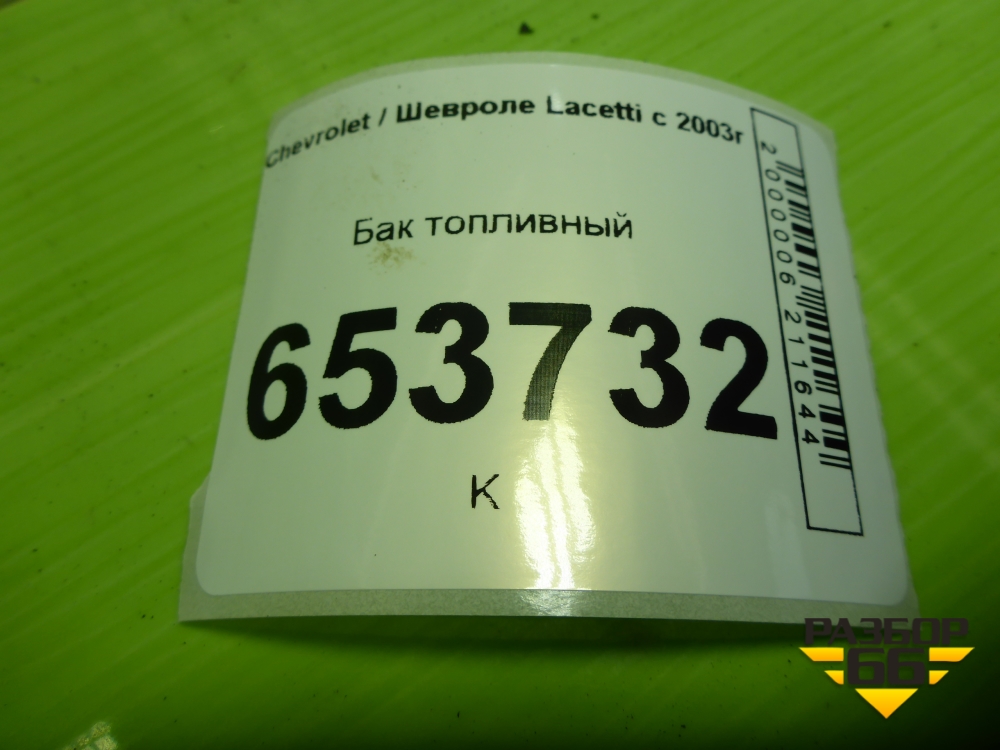 Chevrolet / Шевроле Lacetti с 2003г
Бак топливный
653732
К
2000006211644
РАЗБОР
66